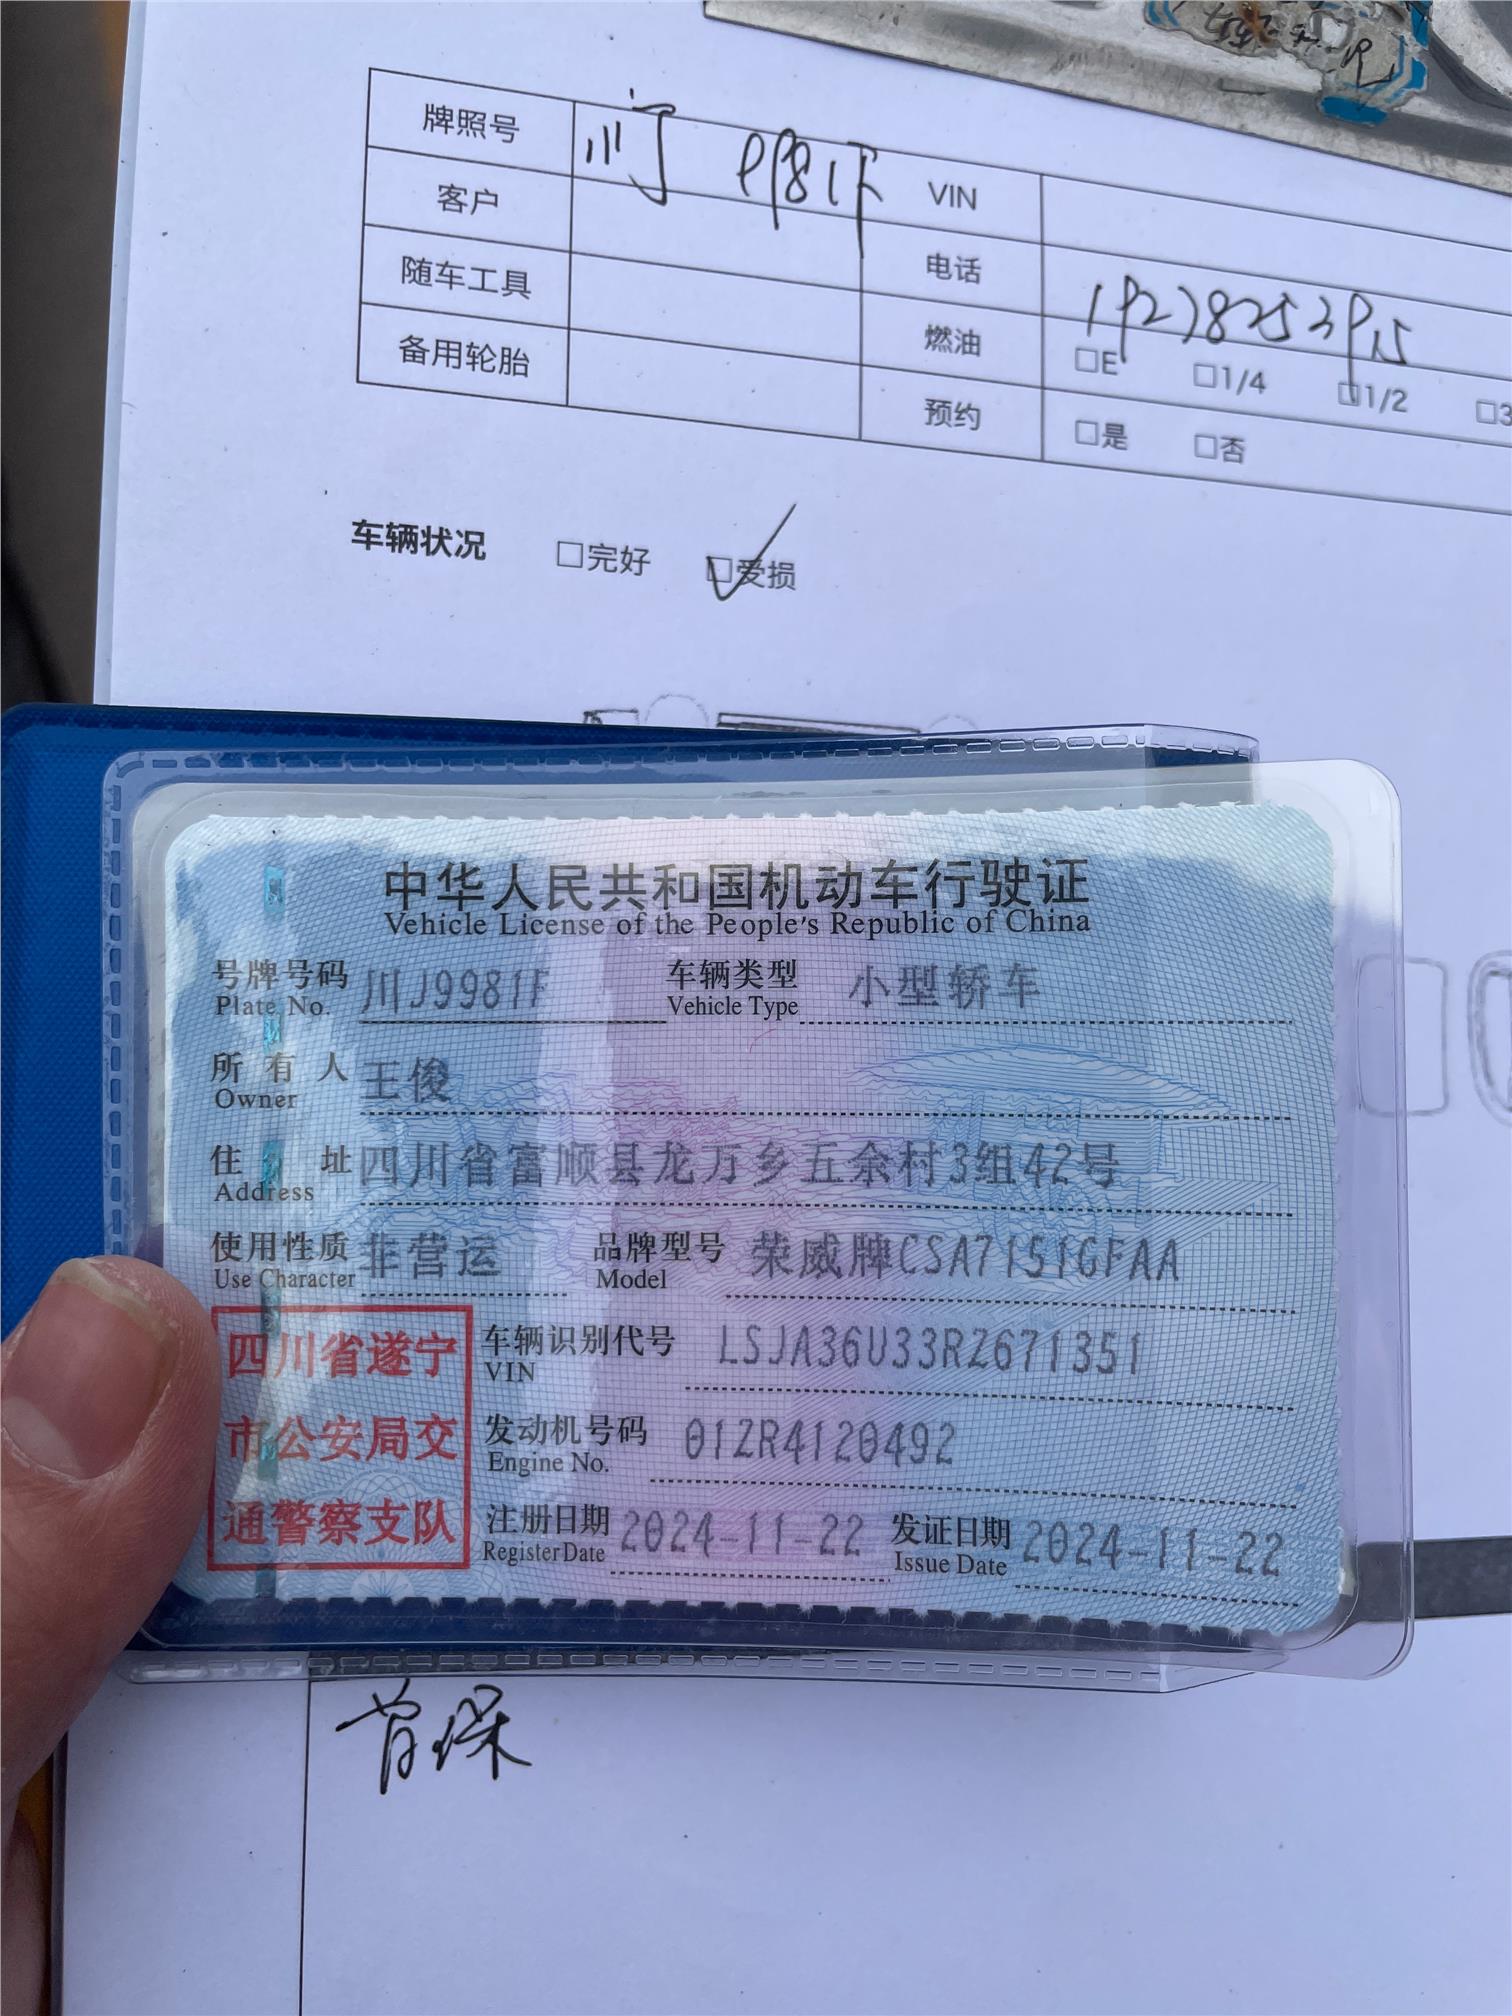 牌照号 川J 9981F VIN
客户 电话 19278253915
随车工具 燃油 □E □1/4 □1/2 □3
备用轮胎 预约 □是 □否
车辆状况 □完好 □受损
中华人民共和国机动车行驶证
Vehicle License of the People's Republic of China
号牌号码 川J9981F 车辆类型 小型轿车
Plate No. Vehicle Type
所有人 王俊
Owner
住址 四川省富顺县龙万乡五余村3组42号
Address
使用性质 非营运 品牌型号 荣威牌CSA7151GFAA
Use Character Model
四川省遂宁
市公安局交
通警察支队
车辆识别代号 LSJA36U33RZ671351
VIN
发动机号码 01ZR4120492
Engine No.
注册日期 2024-11-22 发证日期 2024-11-22
Register Date Issue Date
首保